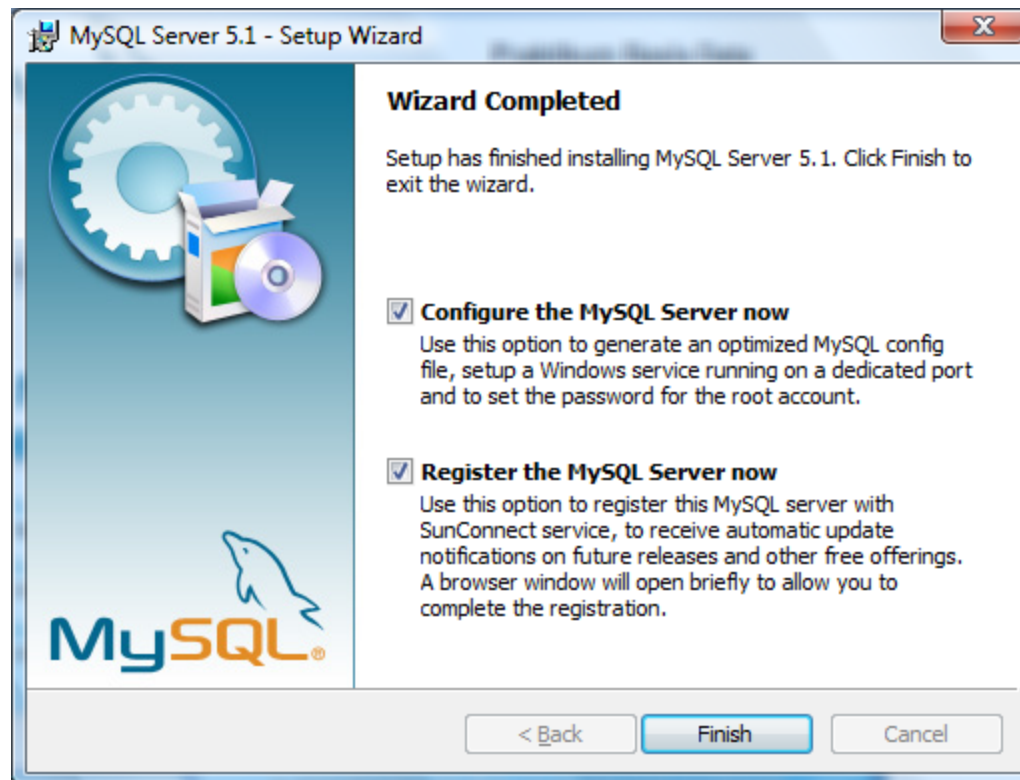 MySQL Server 5.1 - Setup Wizard
Wizard Completed
Setup has finished installing MySQL Server 5.1. Click Finish to
exit the wizard.
Configure the MySQL Server now
Use this option to generate an optimized MySQL config
file, setup a Windows service running on a dedicated port
and to set the password for the root account.
Register the MySQL Server now
Use this option to register this MySQL server with
SunConnect service, to receive automatic update
notifications on future releases and other free offerings.
A browser window will open briefly to allow you to
complete the registration.
MySQL®
< Back
Finish
Cancel